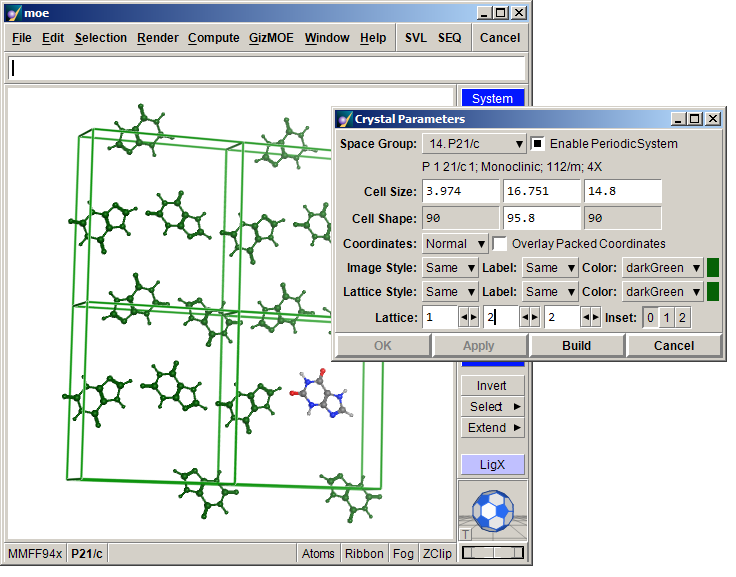 moe
File Edit Selection Render Compute GizMOE Window Help SVL SEQ Cancel
System
Crystal Parameters
Space Group: 14. P21/c Enable PeriodicSystem
P 1 21/c 1; Monoclinic; 112/m; 4X
Cell Size: 3.974 16.751 14.8
Cell Shape: 90 95.8 90
Coordinates: Normal Overlay Packed Coordinates
Image Style: Same Label: Same Color: darkGreen
Lattice Style: Same Label: Same Color: darkGreen
Lattice: 1 2 2 Inset: 0 1 2
OK Apply Build Cancel
Invert
Select
Extend
LigX
T
MMFF94x P21/c Atoms Ribbon Fog ZClip